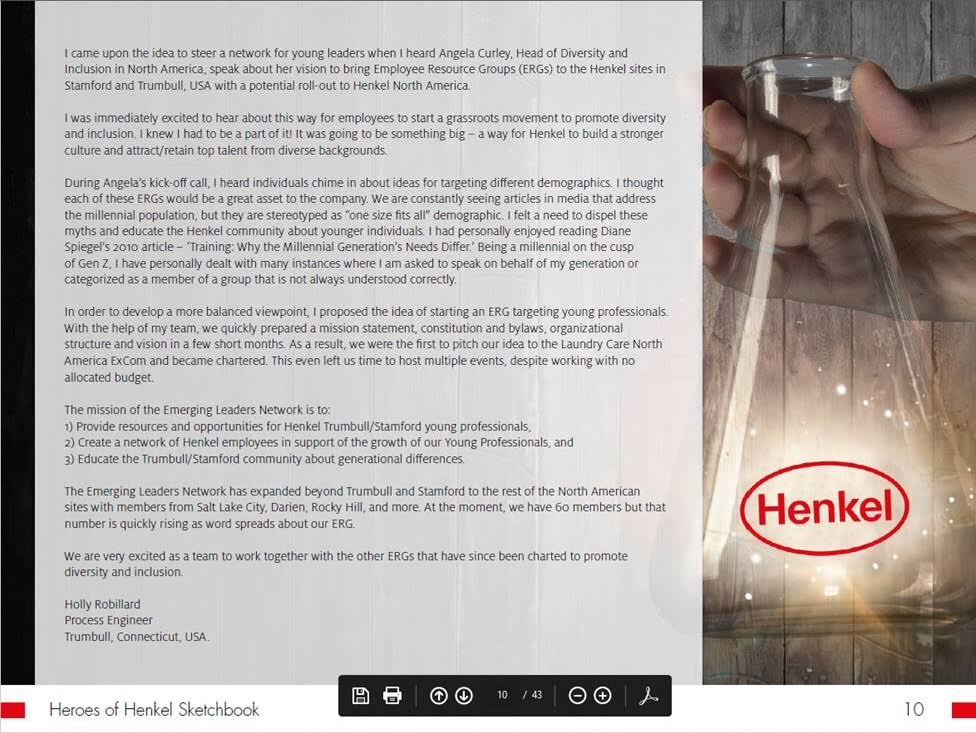 I came upon the idea to steer a network for young leaders when I heard Angela Curley, Head of Diversity and
Inclusion in North America, speak about her vision to bring Employee Resource Groups (ERGs) to the Henkel sites in
Stamford and Trumbull, USA with a potential roll-out to Henkel North America.
I was immediately excited to hear about this way for employees to start a grassroots movement to promote diversity
and inclusion. I knew I had to be a part of it! It was going to be something big – a way for Henkel to build a stronger
culture and attract/retain top talent from diverse backgrounds.
During Angela's kick-off call, I heard individuals chime in about ideas for targeting different demographics. I thought
each of these ERGs would be a great asset to the company. We are constantly seeing articles in media that address
the millennial population, but they are stereotyped as "one size fits all" demographic. I felt a need to dispel these
myths and educate the Henkel community about younger individuals. I had personally enjoyed reading Diane
Spiegel's 2010 article – 'Training: Why the Millennial Generation's Needs Differ.' Being a millennial on the cusp
of Gen Z, I have personally dealt with many instances where I am asked to speak on behalf of my generation or
categorized as a member of a group that is not always understood correctly.
In order to develop a more balanced viewpoint, I proposed the idea of starting an ERG targeting young professionals.
With the help of my team, we quickly prepared a mission statement, constitution and bylaws, organizational
structure and vision in a few short months. As a result, we were the first to pitch our idea to the Laundry Care North
America ExCom and became chartered. This even left us time to host multiple events, despite working with no
allocated budget.
The mission of the Emerging Leaders Network is to:
1) Provide resources and opportunities for Henkel Trumbull/Stamford young professionals,
2) Create a network of Henkel employees in support of the growth of our Young Professionals, and
3) Educate the Trumbull/Stamford community about generational differences.
The Emerging Leaders Network has expanded beyond Trumbull and Stamford to the rest of the North American
sites with members from Salt Lake City, Darien, Rocky Hill, and more. At the moment, we have 60 members but that
number is quickly rising as word spreads about our ERG.
We are very excited as a team to work together with the other ERGs that have since been charted to promote
diversity and inclusion.
Holly Robillard
Process Engineer
Trumbull, Connecticut, USA.
Henkel
10 / 43
Heroes of Henkel Sketchbook
10